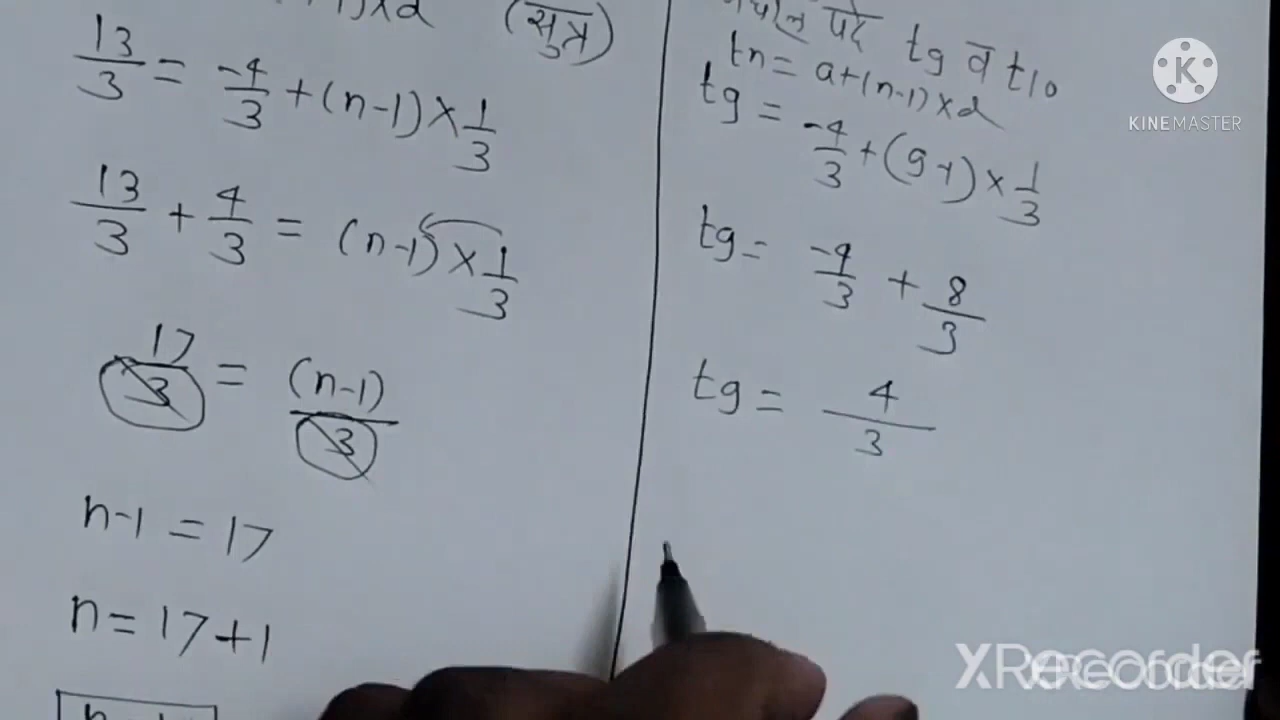 -1)×d (सुत्र)
13/3 = -4/3 + (n-1) × 1/3
13/3 + 4/3 = (n-1) × 1/3
17/3 = (n-1)/3
n-1 = 17
n = 17+1
पदे t9 व t10
tn = a+(n-1)×d
t9 = -4/3 + (9-1) × 1/3
t9 = -4/3 + 8/3
t9 = 4/3
K
KINEMASTER
XRecorder
XRecorder